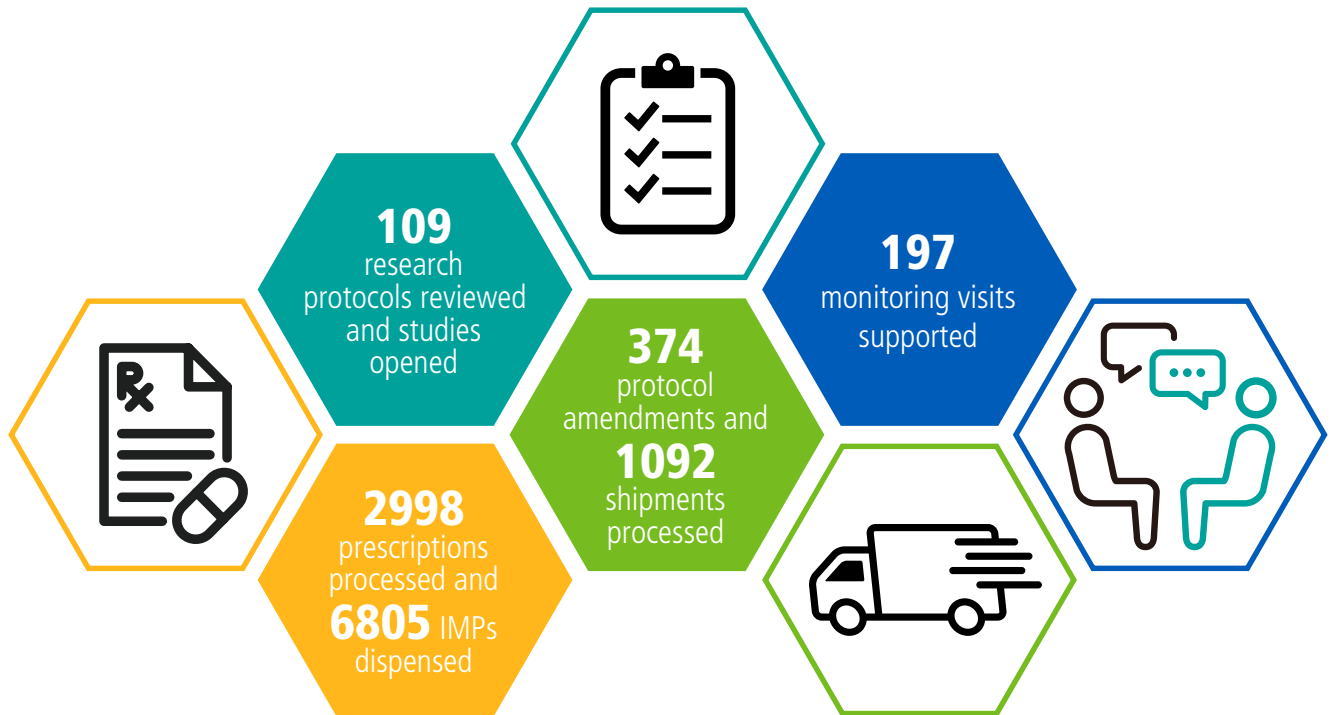 109
research
protocols reviewed
and studies
opened
197
monitoring visits
supported
374
protocol
amendments and
1092
shipments
processed
2998
prescriptions
processed and
6805 IMPs
dispensed
Rx